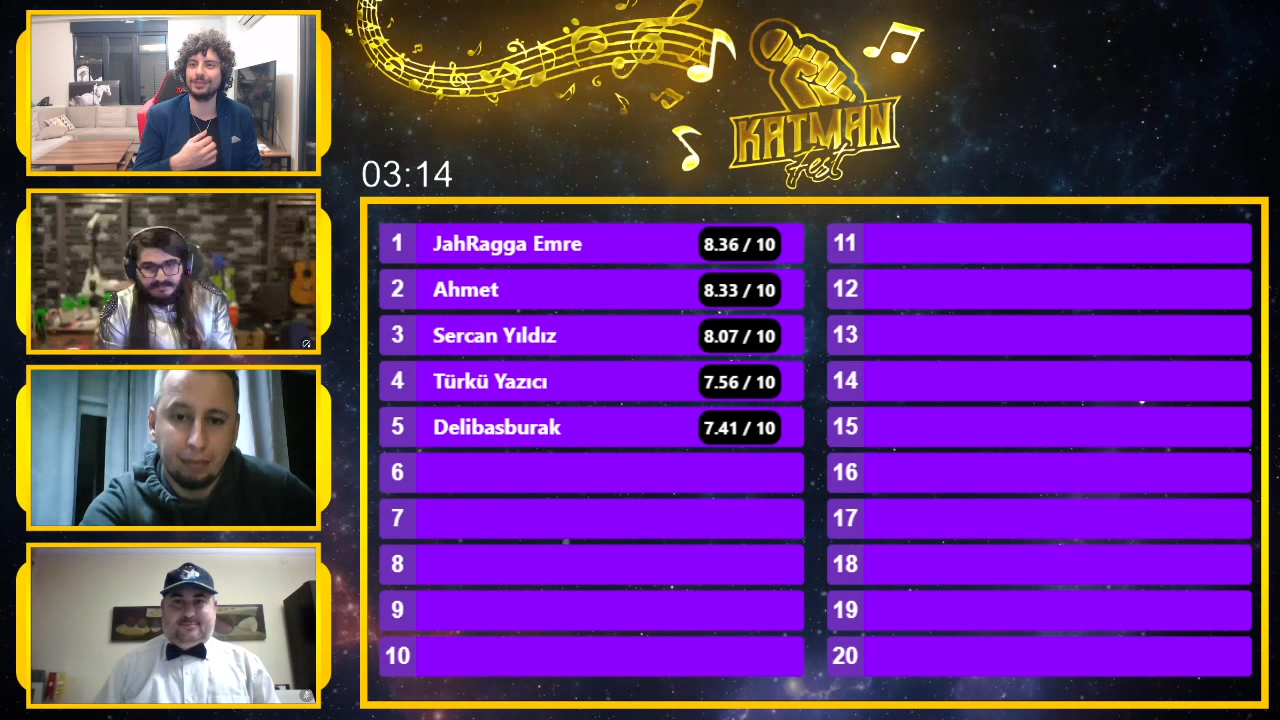 KATMAN
Fest
03:14
1 JahRagga Emre 8.36 / 10
2 Ahmet 8.33 / 10
3 Sercan Yıldız 8.07 / 10
4 Türkü Yazıcı 7.56 / 10
5 Delibasburak 7.41 / 10
6
7
8
9
10
11
12
13
14
15
16
17
18
19
20